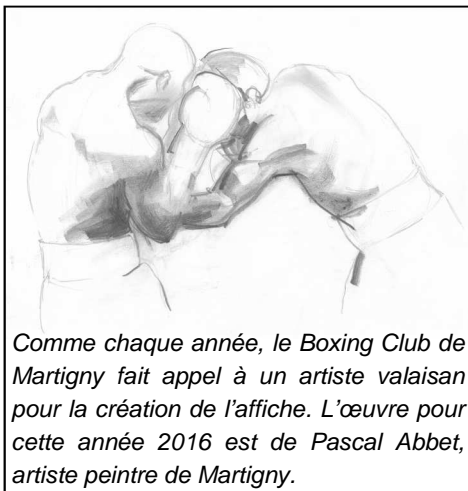 Comme chaque année, le Boxing Club de
Martigny fait appel à un artiste valaisan
pour la création de l'affiche. L'œuvre pour
cette année 2016 est de Pascal Abbet,
artiste peintre de Martigny.